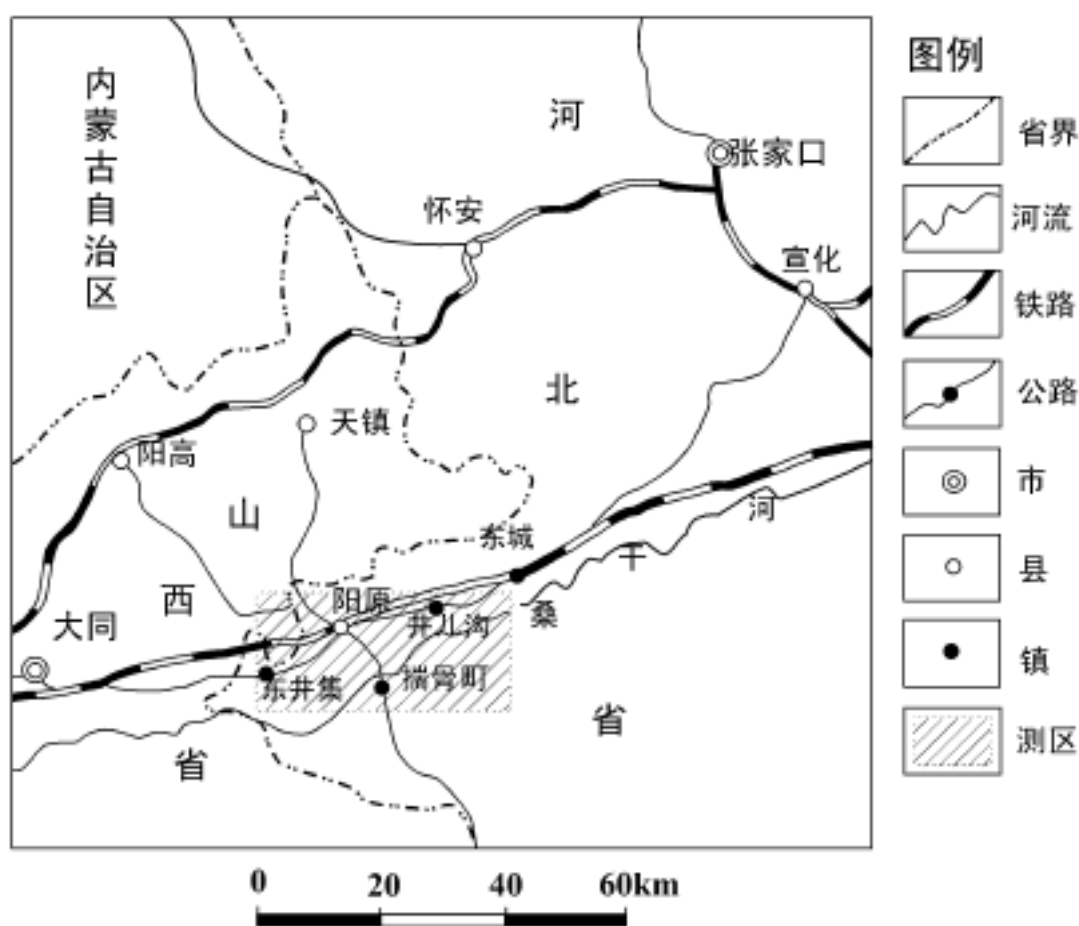 内蒙古自治区
河
北
省
山
西
省
张家口
怀安
宣化
天镇
阳高
大同
东城
阳原
井儿沟
东井集
揣骨町
桑
干
河
图例
省界
河流
铁路
公路
市
县
镇
测区
0 20 40 60km